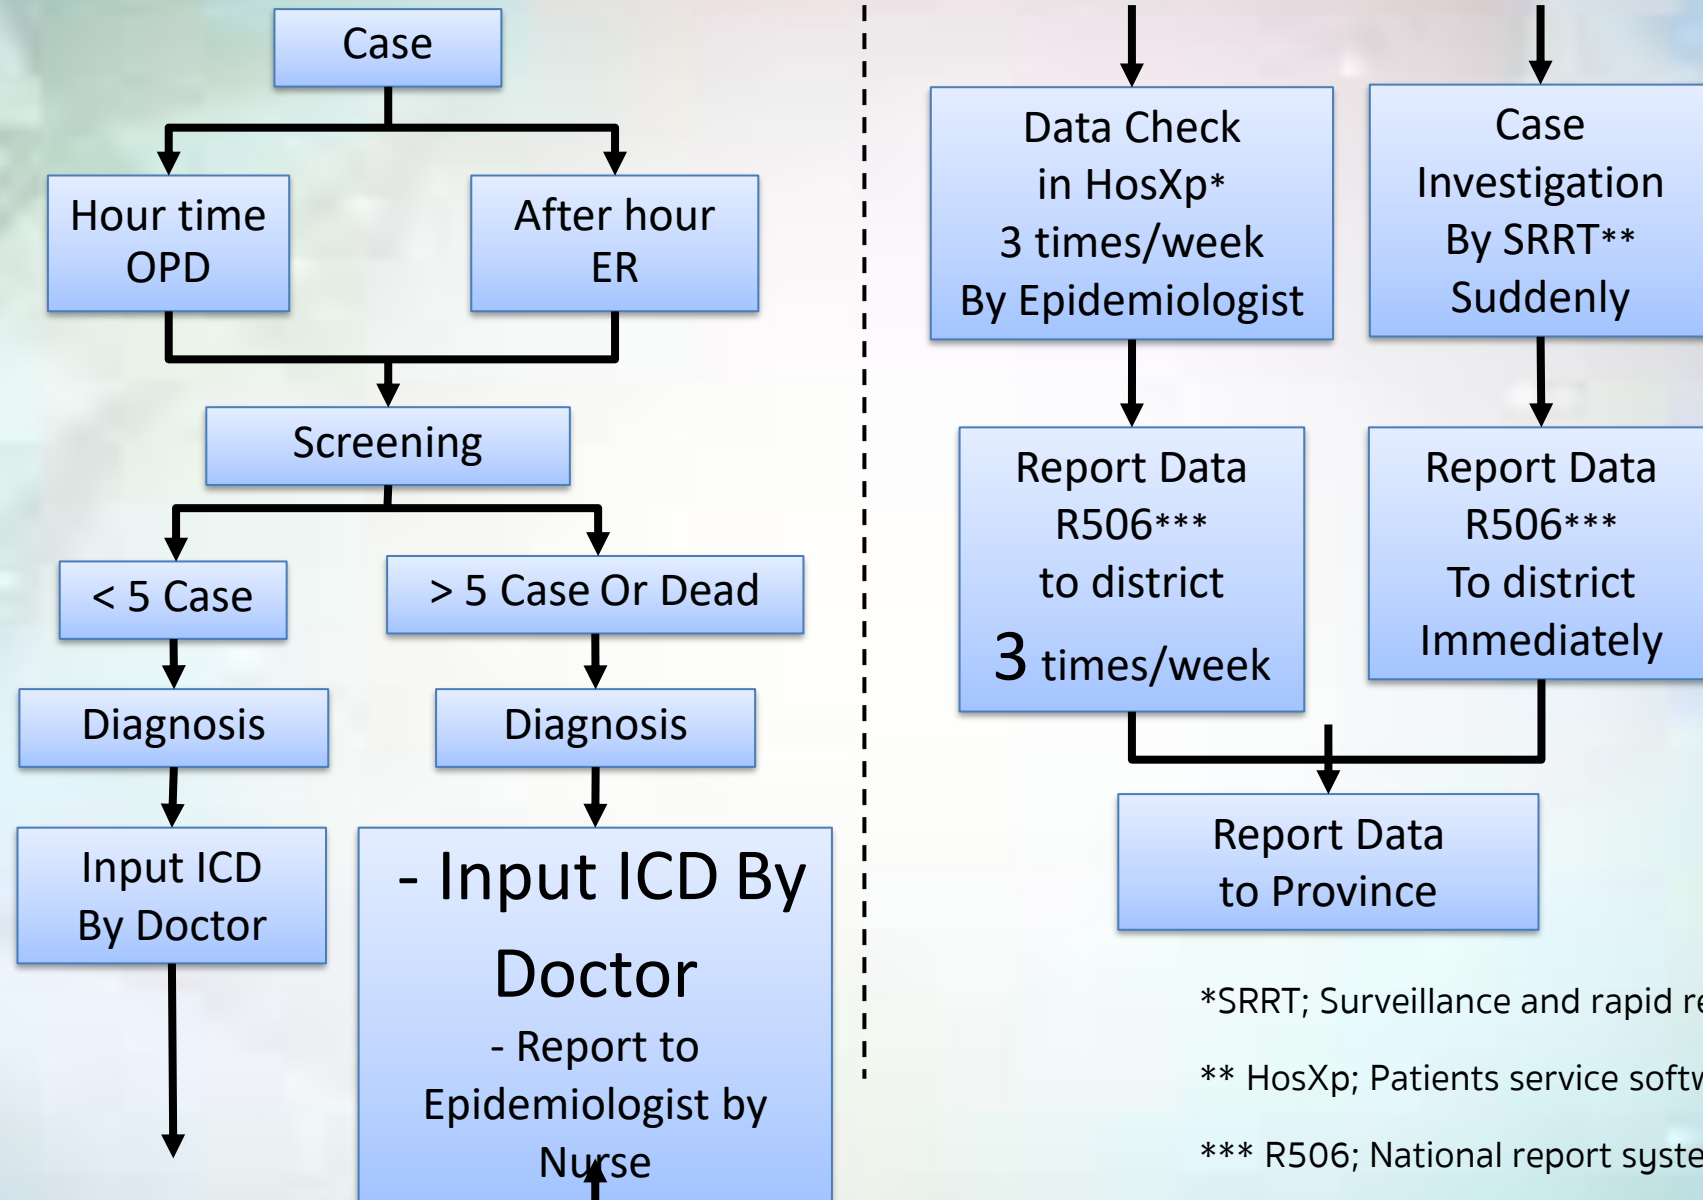 Case
Hour time
OPD
After hour
ER
Screening
< 5 Case
> 5 Case Or Dead
Diagnosis
Diagnosis
Input ICD
By Doctor
- Input ICD By
Doctor
- Report to
Epidemiologist by
Nurse
Data Check
in HosXp*
3 times/week
By Epidemiologist
Case
Investigation
By SRRT**
Suddenly
Report Data
R506***
to district
3 times/week
Report Data
R506***
To district
Immediately
Report Data
to Province
*SRRT; Surveillance and rapid
** HosXp; Patients service
*** R506; National report